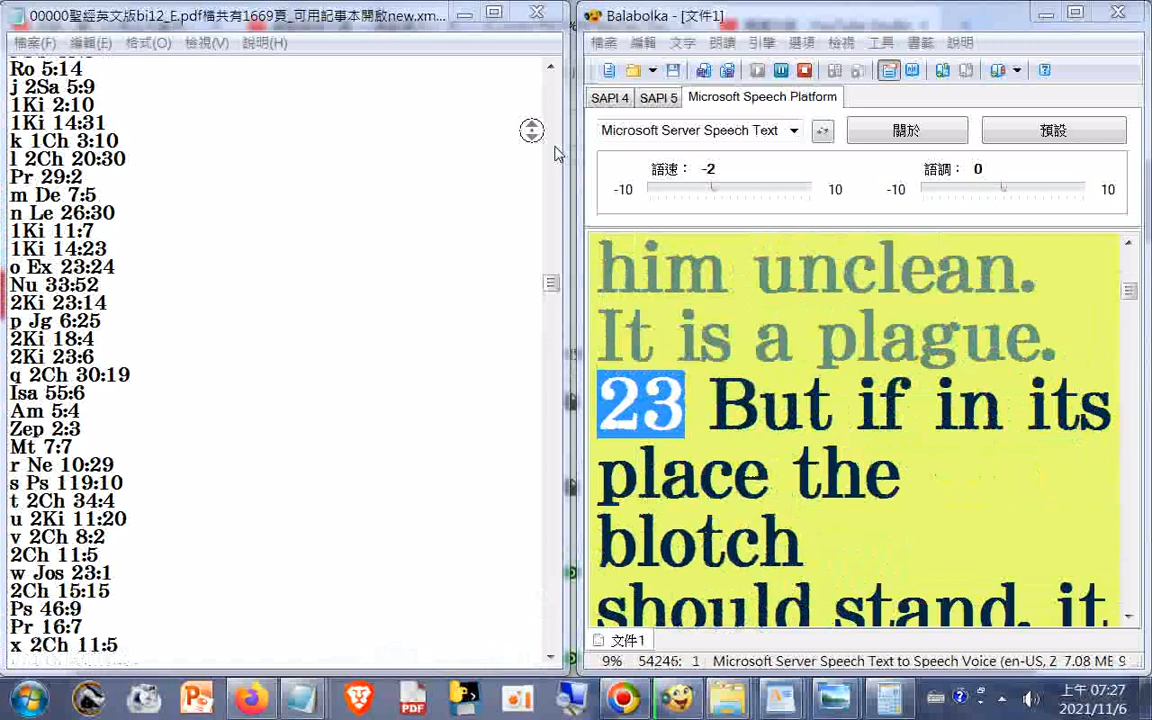 00000聖經英文版bi12_E.pdf檔共有1669頁_可用記事本開啟new.xm...
檔案(F) 編輯(E) 格式(O) 檢視(V) 說明(H)
Ro 5:14
j 2Sa 5:9
1Ki 2:10
1Ki 14:31
k 1Ch 3:10
l 2Ch 20:30
Pr 29:2
m De 7:5
n Le 26:30
1Ki 11:7
1Ki 14:23
o Ex 23:24
Nu 33:52
2Ki 23:14
p Jg 6:25
2Ki 18:4
2Ki 23:6
q 2Ch 30:19
Isa 55:6
Am 5:4
Zep 2:3
Mt 7:7
r Ne 10:29
s Ps 119:10
t 2Ch 34:4
u 2Ki 11:20
v 2Ch 8:2
2Ch 11:5
w Jos 23:1
2Ch 15:15
Ps 46:9
Pr 16:7
x 2Ch 11:5
Balabolka - [文件1]
檔案 編輯 文字 朗讀 引擎 選項 檢視 工具 書籤 說明
SAPI 4 SAPI 5 Microsoft Speech Platform
Microsoft Server Speech Text 關於 預設
語速： -2 語調： 0
-10 10 -10 10
him unclean.
It is a plague.
23 But if in its
place the
blotch
should stand, it
文件1
9% 54246: 1 Microsoft Server Speech Text to Speech Voice (en-US, Z 7.08 ME 9
PDF
上午 07:27
2021/11/6